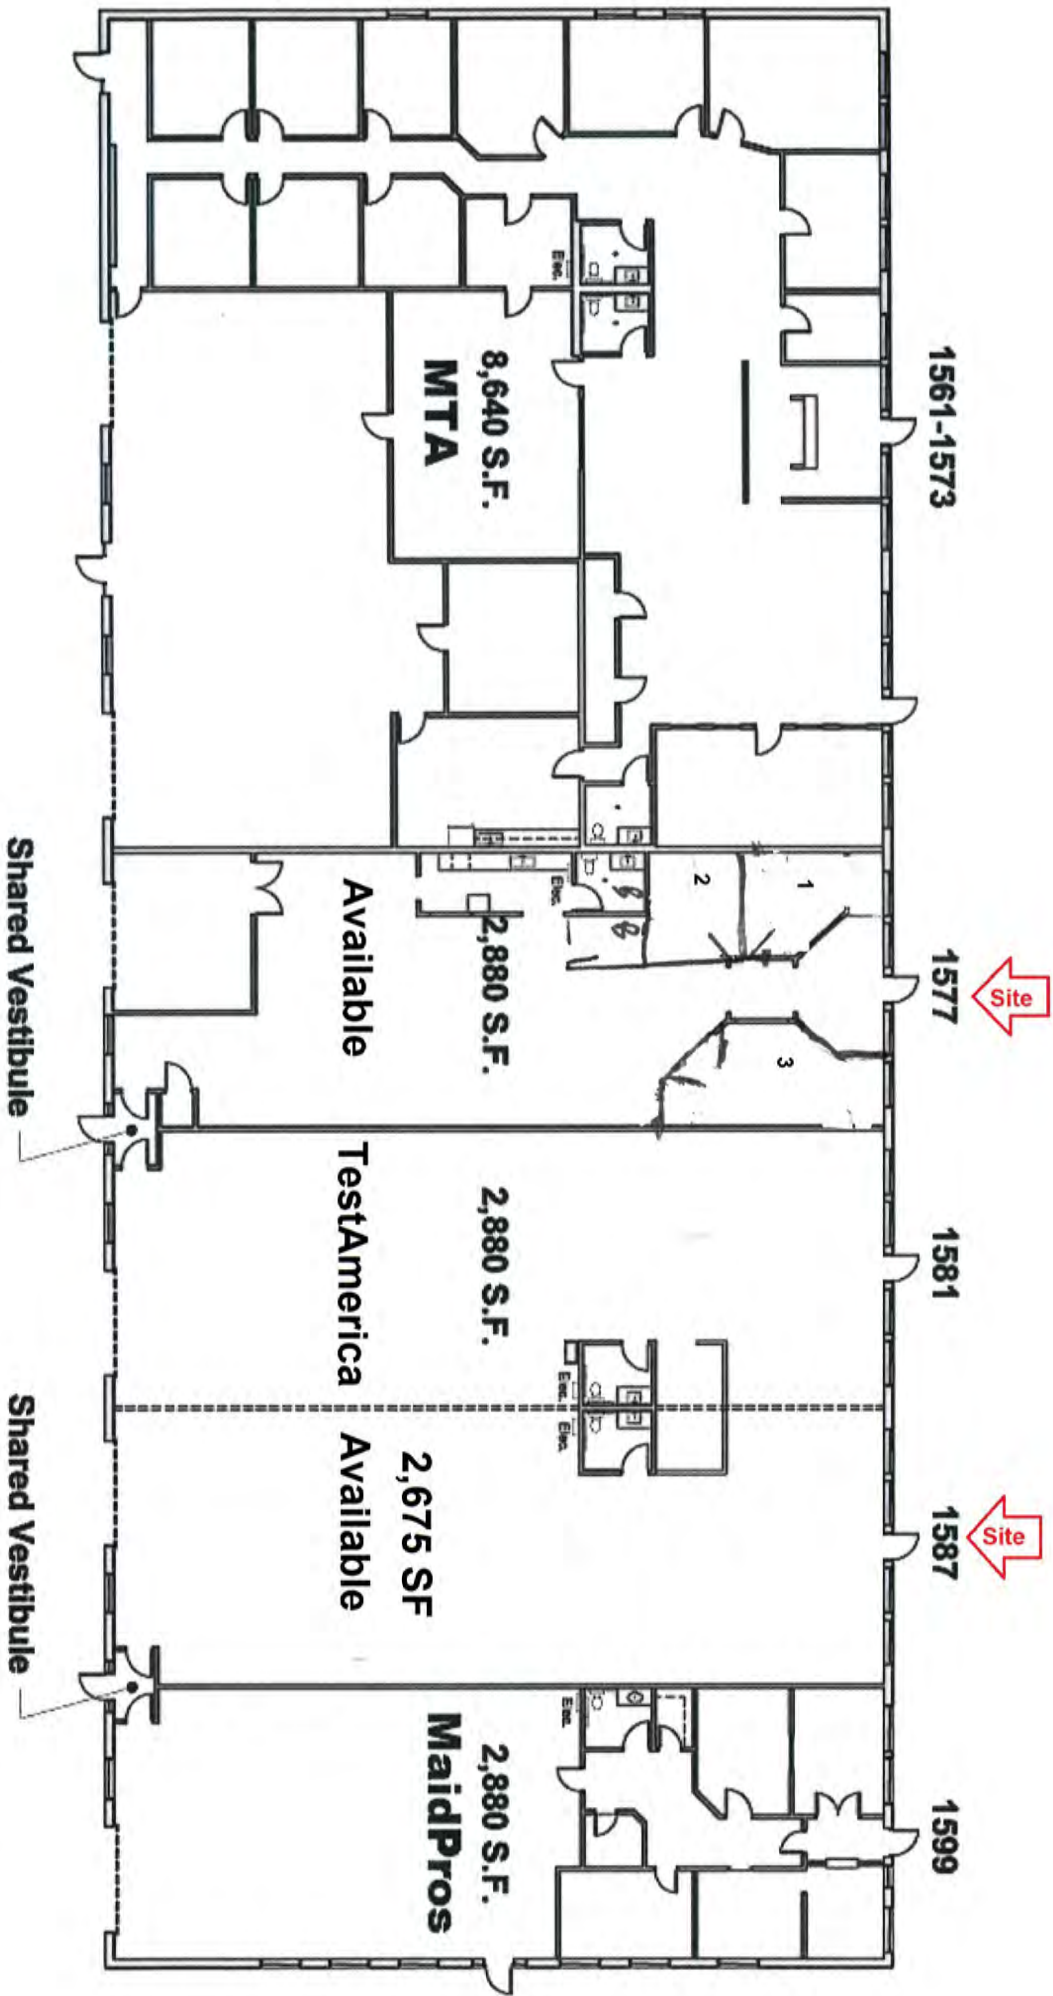 1561-1573
8,640 S.F.
MTA
Elec.
Site
1577
1
2
3
Elec.
2,880 S.F.
Available
Shared Vestibule
1581
2,880 S.F.
TestAmerica
Elec.
Elec.
Site
1587
2,675 SF
Available
Shared Vestibule
1599
2,880 S.F.
MaidPros
Elec.